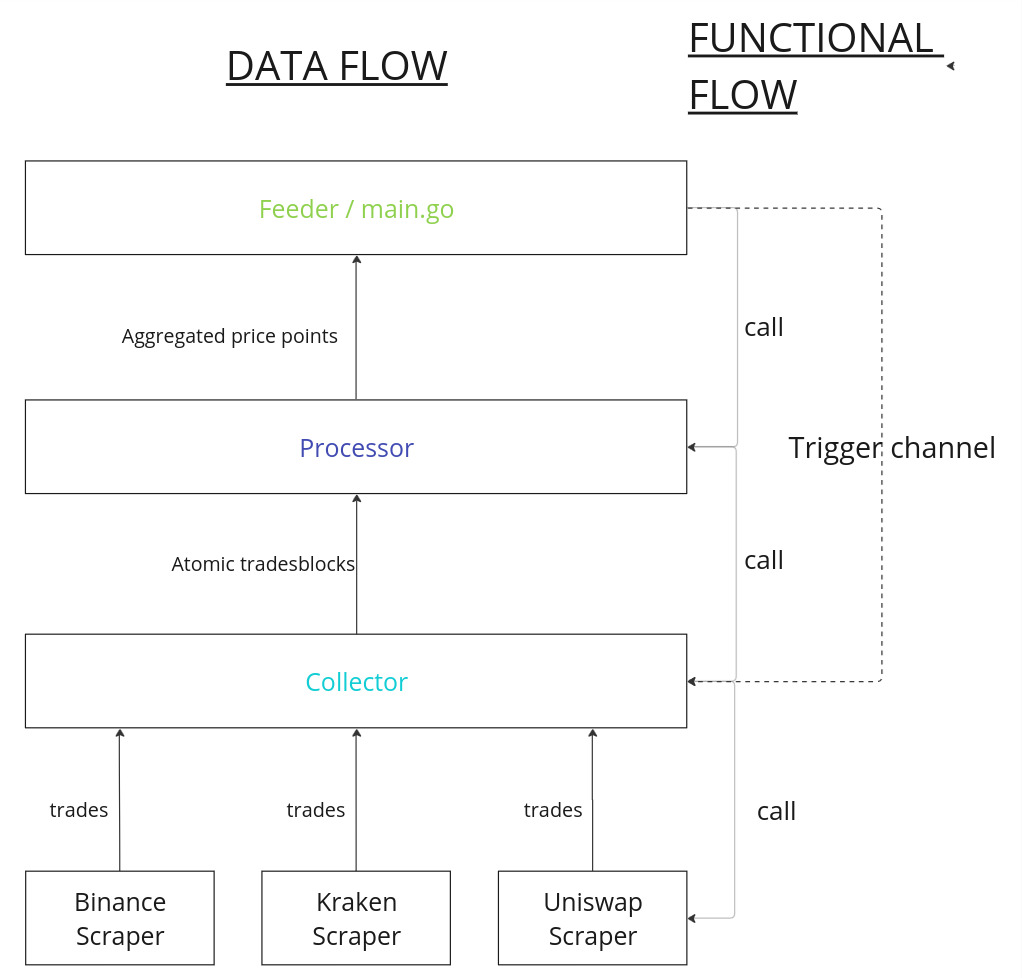 DATA FLOW
FUNCTIONAL
FLOW
Feeder / main.go
call
Aggregated price points
Processor
Trigger channel
call
Atomic tradesblocks
Collector
trades
trades
trades
call
Binance
Scraper
Kraken
Scraper
Uniswap
Scraper